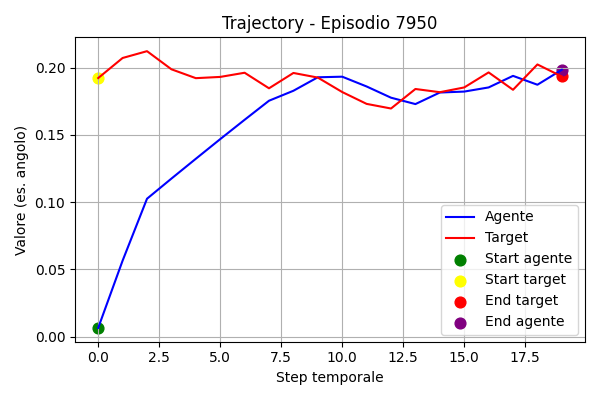 Trajectory - Episodio 7950
Valore (es. angolo)
0.20
0.15
0.10
0.05
0.00
Agente
Target
Start agente
Start target
End target
End agente
0.0 2.5 5.0 7.5 10.0 12.5 15.0 17.5
Step temporale